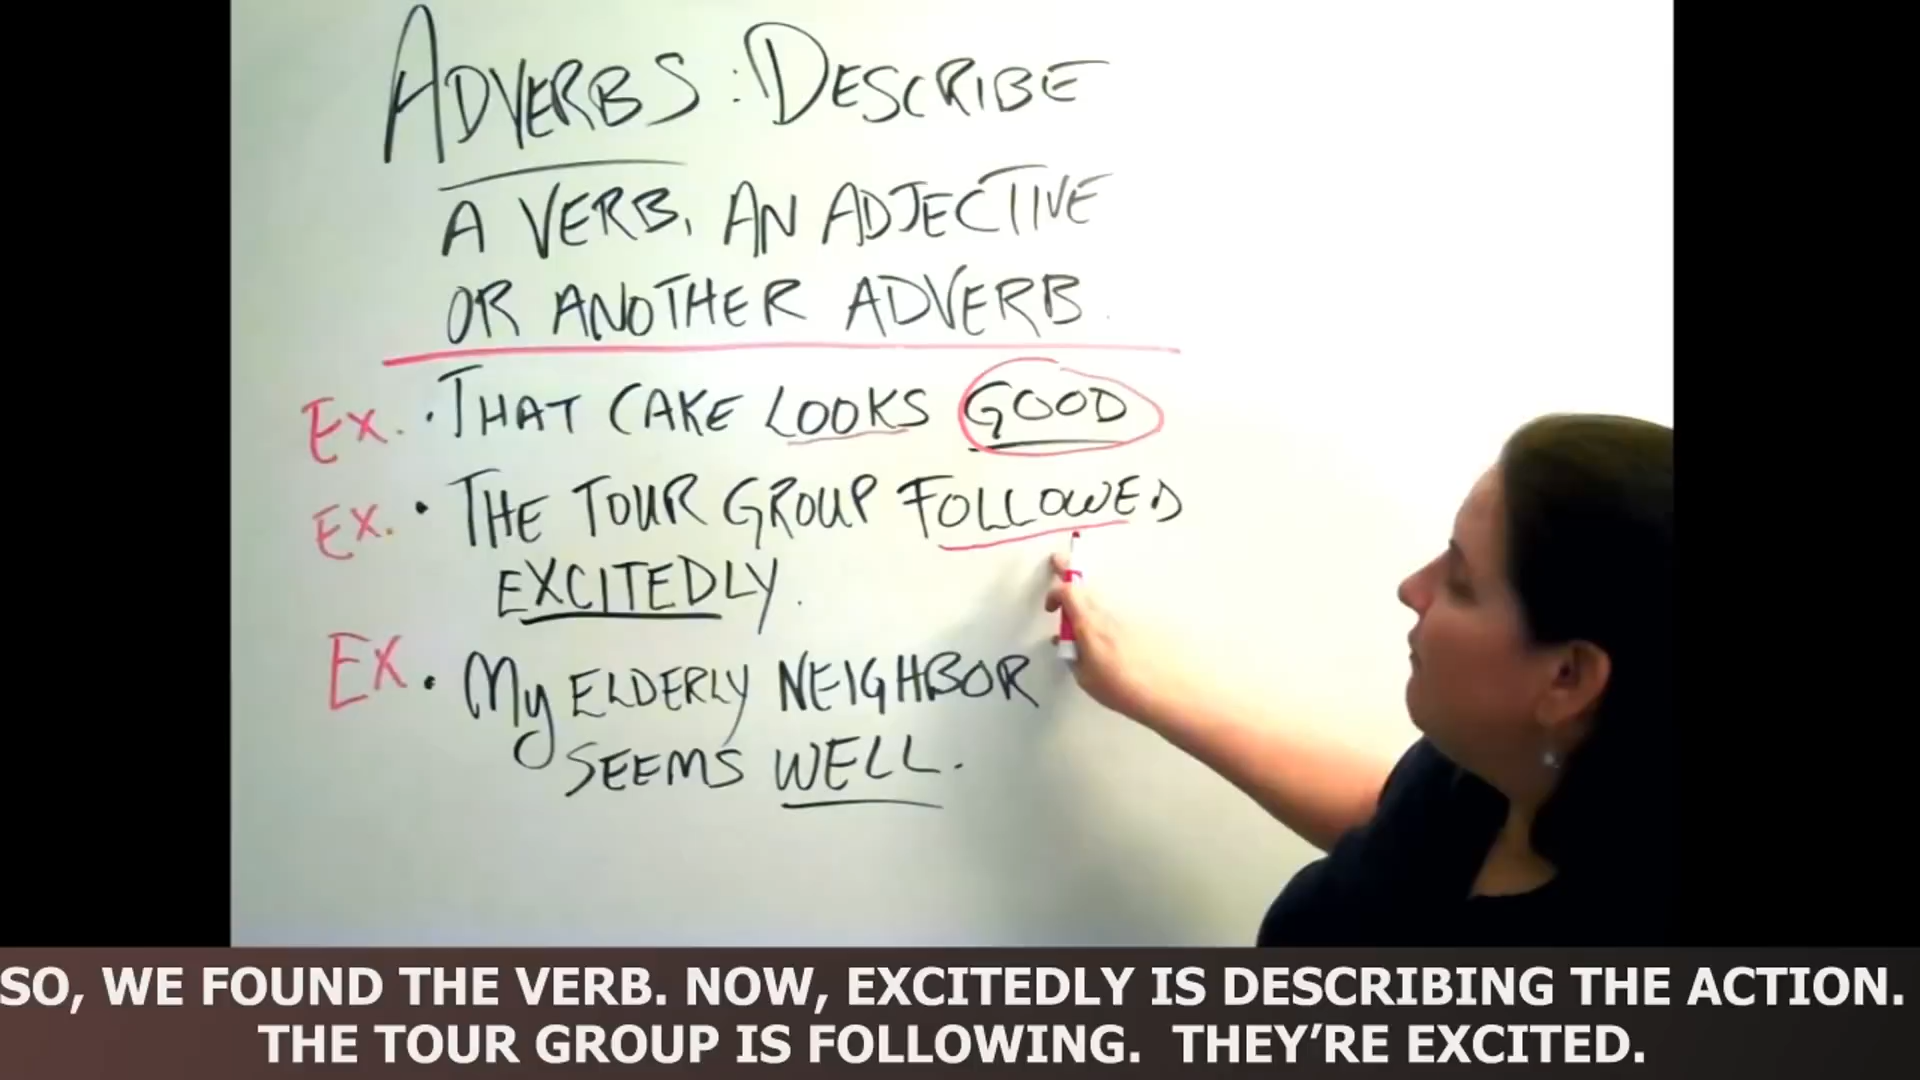 ADVERBS: DESCRIBE
A VERB, AN ADJECTIVE
OR ANOTHER ADVERB.
Ex. • THAT CAKE LOOKS GOOD
Ex. • THE TOUR GROUP FOLLOWED
EXCITEDLY.
Ex. • My ELDERLY NEIGHBOR
SEEMS WELL.
SO, WE FOUND THE VERB. NOW, EXCITEDLY IS DESCRIBING THE ACTION.
THE TOUR GROUP IS FOLLOWING. THEY’RE EXCITED.